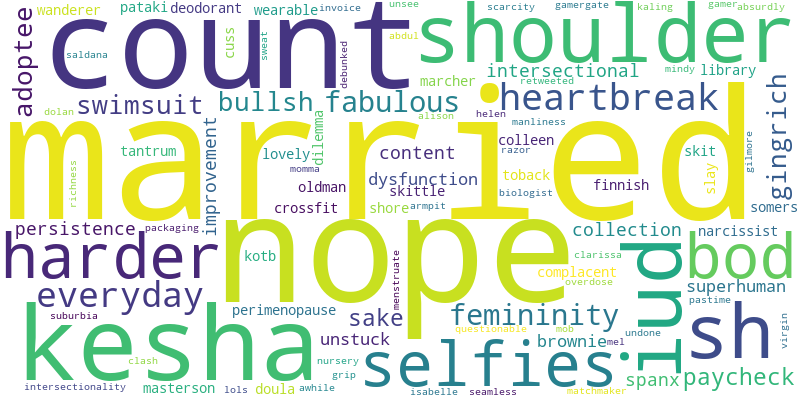 unsee scarcity gamergate kaling gamer absurdly
wanderer pataki deodorant wearable invoice
adoptee saldana count cuss sweat debunked abdul shoulder
marcher intersectional mindy library
retweeted
dolan swimsuit bullsh fabulous alison helen heartbreak gingrich
married
manliness
tantrum improvement lovely dilemma content colleen razor skit gilmore
richness momma dysfunction toback slay
oldman skittle biologist finnish
crossfit shore armpit somers
persistence packaging nope collection narcissist
harder kotb menstruate clarissa iud bod
complacent overdose superhuman
everyday perimenopause sake femininity pastime
suburbia questionable mob undone sh virgin
kesha unstuck brownie mel
clash nursery selfies
grip spanx paycheck
intersectionality masterson lols doula awhile isabelle seamless matchmaker